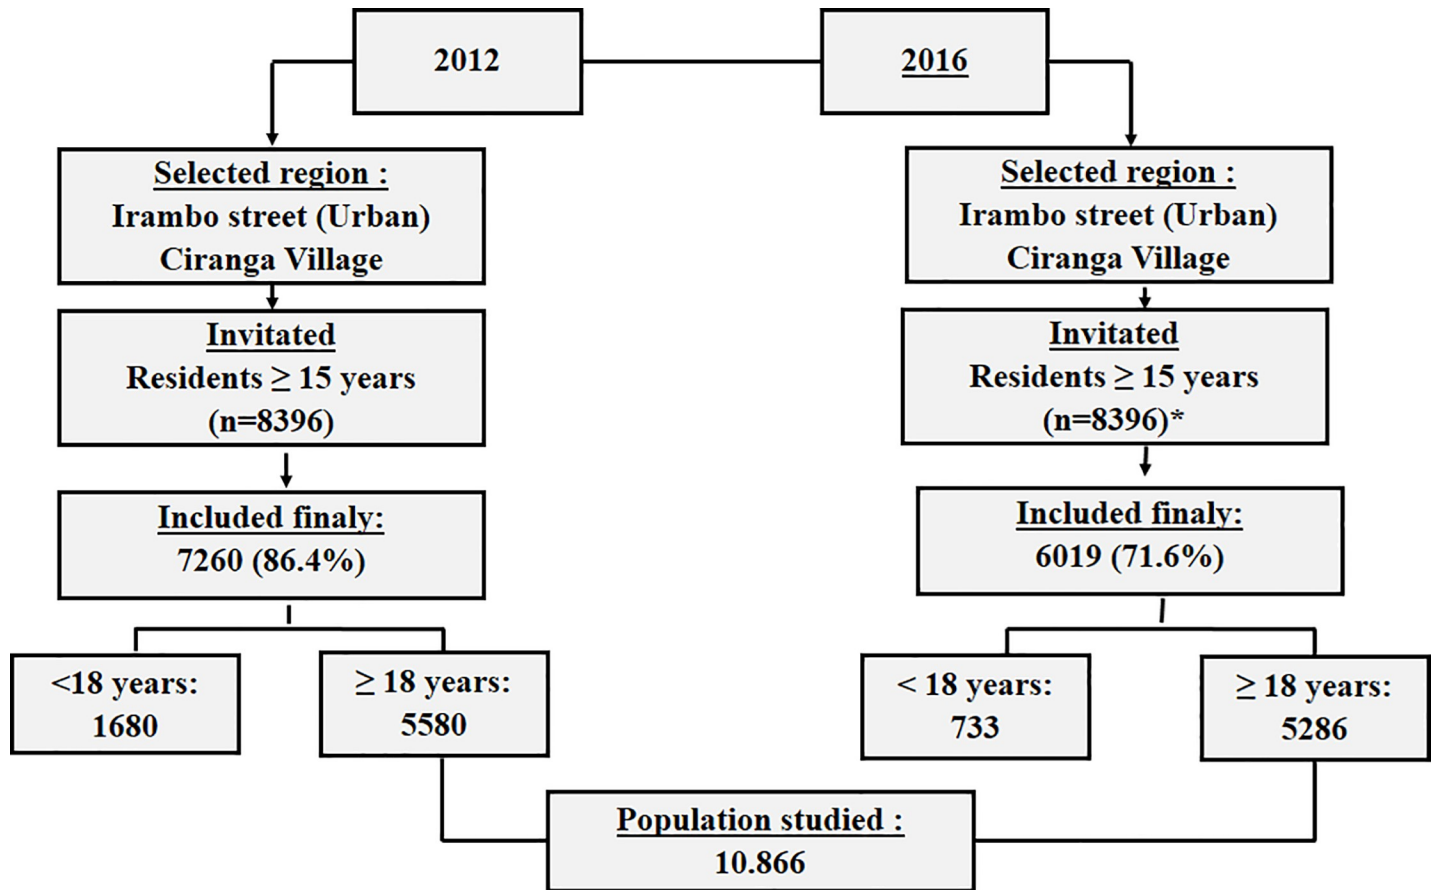 2012
2016
Selected region :
Irambo street (Urban)
Ciranga Village
Selected region :
Irambo street (Urban)
Ciranga Village
Invitated
Residents ≥ 15 years
(n=8396)
Invitated
Residents ≥ 15 years
(n=8396)*
Included finaly:
7260 (86.4%)
Included finaly:
6019 (71.6%)
<18 years:
1680
≥ 18 years:
5580
< 18 years:
733
≥ 18 years:
5286
Population studied :
10.866